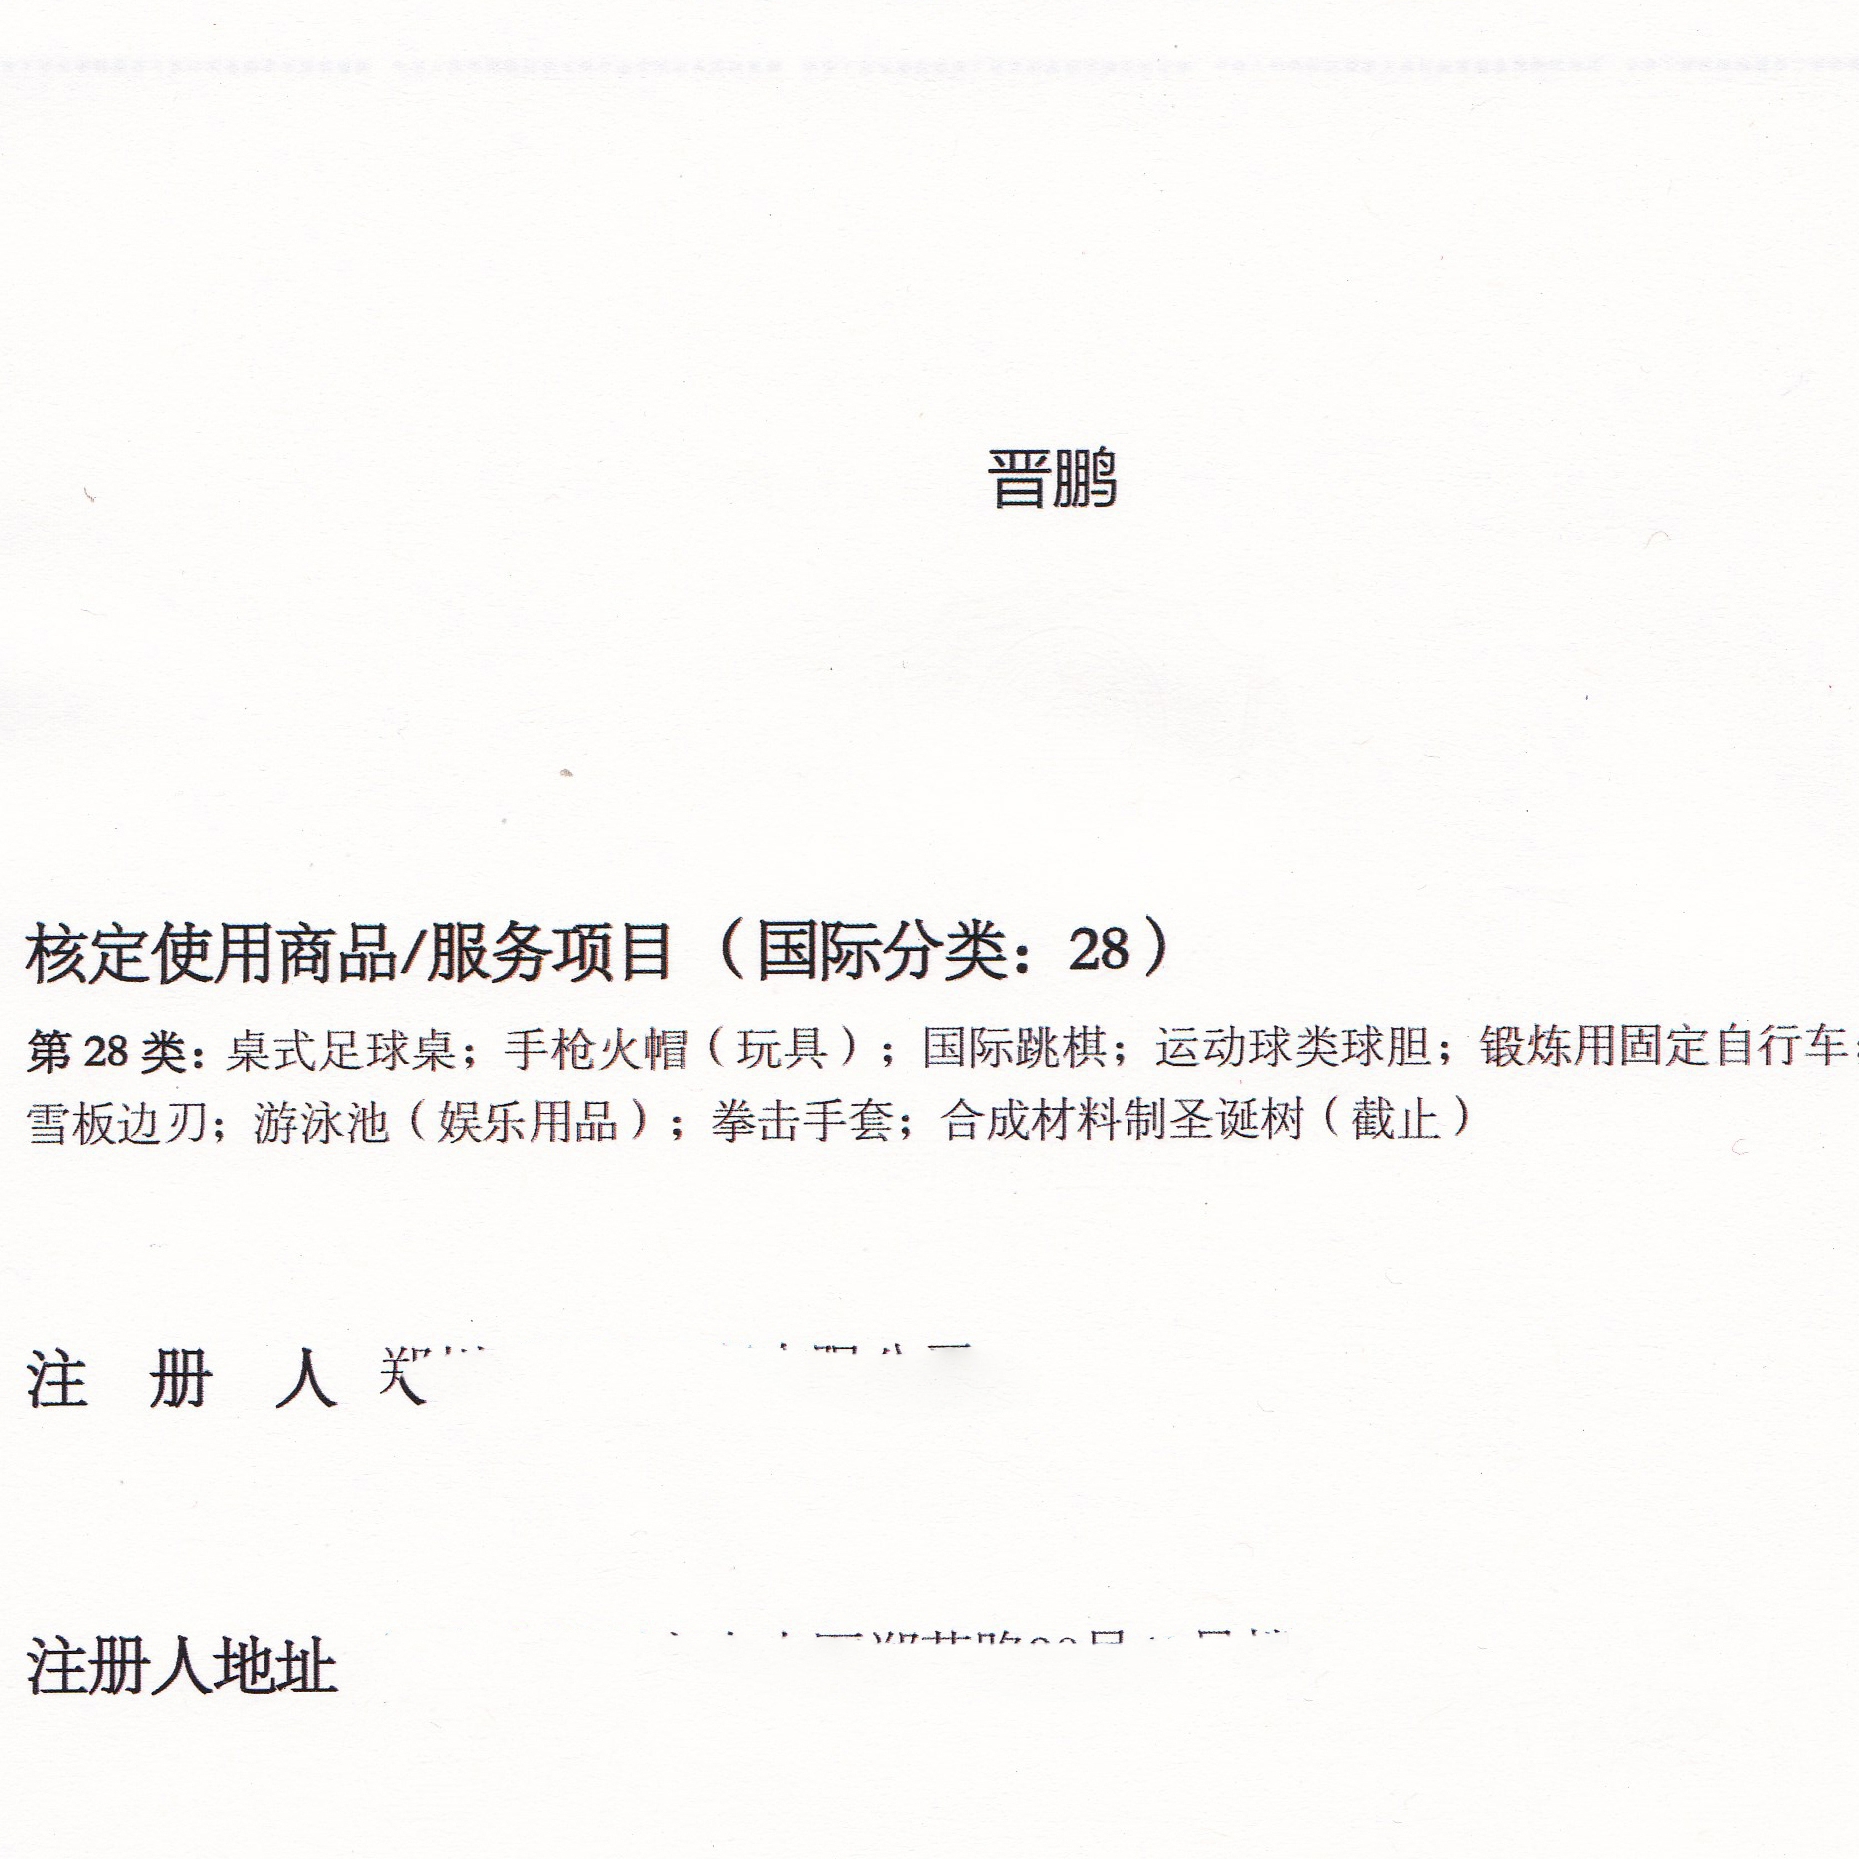 晋鹏
核定使用商品/服务项目（国际分类：28）
第 28 类：桌式足球桌；手枪火帽（玩具）；国际跳棋；运动球类球胆；锻炼用固定自行车；
雪板边刃；游泳池（娱乐用品）；拳击手套；合成材料制圣诞树（截止）
注册人
注册人地址